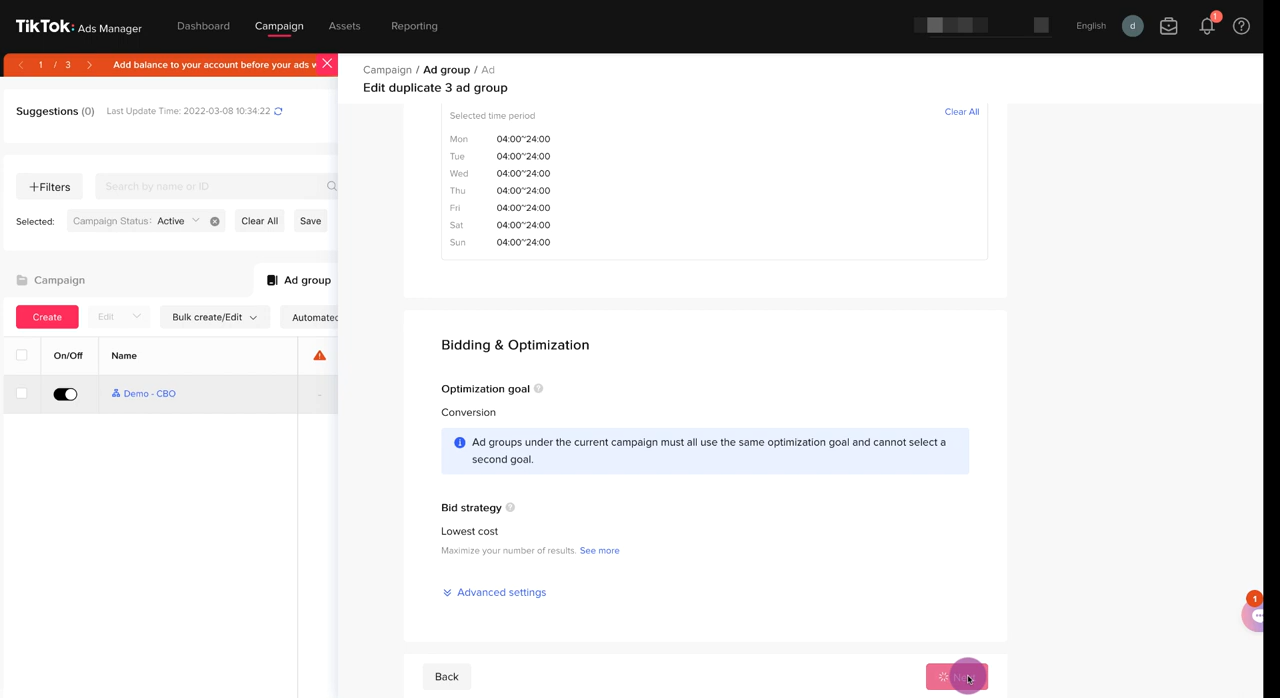 TikTok: Ads Manager
Dashboard
Campaign
Assets
Reporting
English
d
!
?
1 / 3
Add balance to your account before your ads w
Campaign / Ad group / Ad
Edit duplicate 3 ad group
Suggestions (0)
Last Update Time: 2022-03-08 10:34:22
+Filters
Search by name or ID
Selected:
Campaign Status: Active
Clear All
Save
Campaign
Ad group
Create
Edit
Bulk create/Edit
Automated
On/Off
Name
Demo - CBO
–
Selected time period
Clear All
Mon 04:00~24:00
Tue 04:00~24:00
Wed 04:00~24:00
Thu 04:00~24:00
Fri 04:00~24:00
Sat 04:00~24:00
Sun 04:00~24:00
Bidding & Optimization
Optimization goal ?
Conversion
Ad groups under the current campaign must all use the same optimization goal and cannot select a
second goal.
Bid strategy ?
Lowest cost
Maximize your number of results. See more
Advanced settings
1
Back